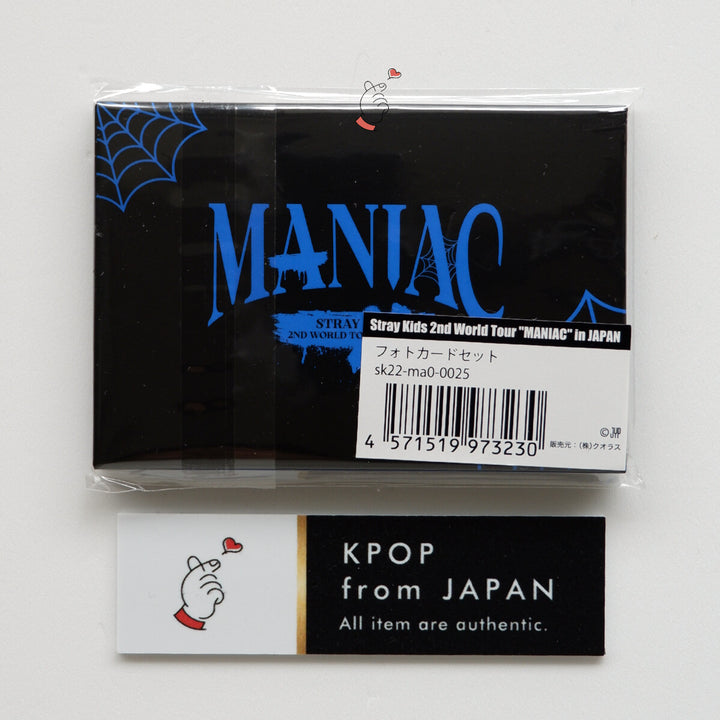 MANIAC
STRAY
2ND WORLD TO
Stray Kids 2nd World Tour "MANIAC" in JAPAN
フォトカードセット
sk22-ma0-0025
4 571519 973230
©JYP
販売元：(株)クオラス
KPOP
from JAPAN
All item are authentic.